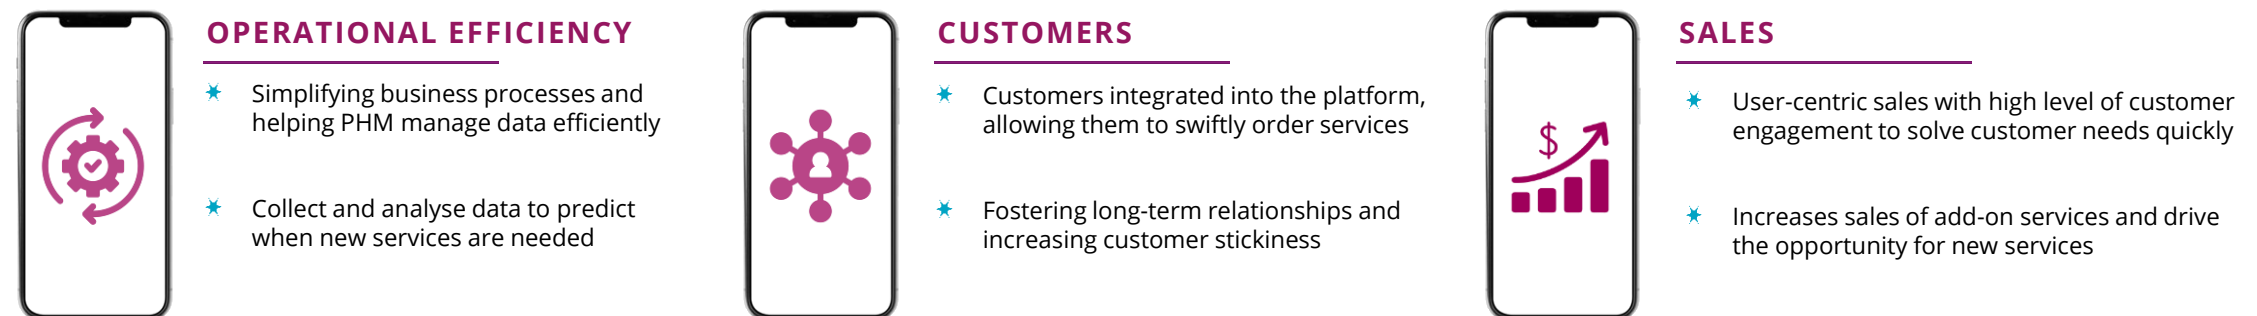 OPERATIONAL EFFICIENCY
Simplifying business processes and
helping PHM manage data efficiently
Collect and analyse data to predict
when new services are needed
CUSTOMERS
Customers integrated into the platform,
allowing them to swiftly order services
Fostering long-term relationships and
increasing customer stickiness
$
SALES
User-centric sales with high level of customer
engagement to solve customer needs quickly
Increases sales of add-on services and drive
the opportunity for new services